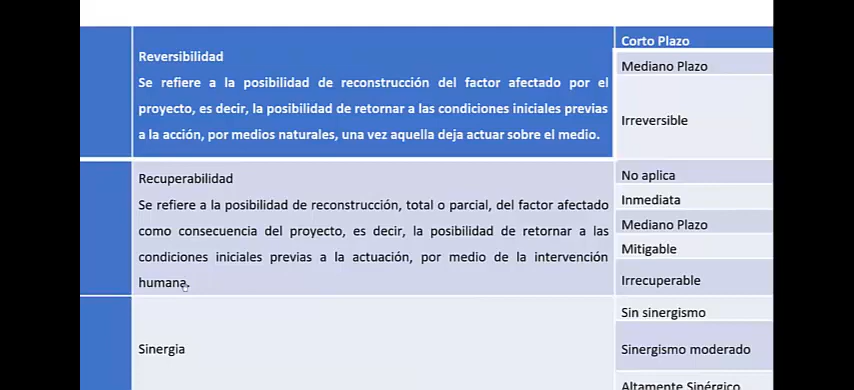 Reversibilidad
Se refiere a la posibilidad de reconstrucción del factor afectado por el
proyecto, es decir, la posibilidad de retornar a las condiciones iniciales previas
a la acción, por medios naturales, una vez aquella deja actuar sobre el medio.
Corto Plazo
Mediano Plazo
Irreversible
Recuperabilidad
Se refiere a la posibilidad de reconstrucción, total o parcial, del factor afectado
como consecuencia del proyecto, es decir, la posibilidad de retornar a las
condiciones iniciales previas a la actuación, por medio de la intervención
humana.
No aplica
Inmediata
Mediano Plazo
Mitigable
Irrecuperable
Sinergia
Sin sinergismo
Sinergismo moderado
Altamente Sinérgico